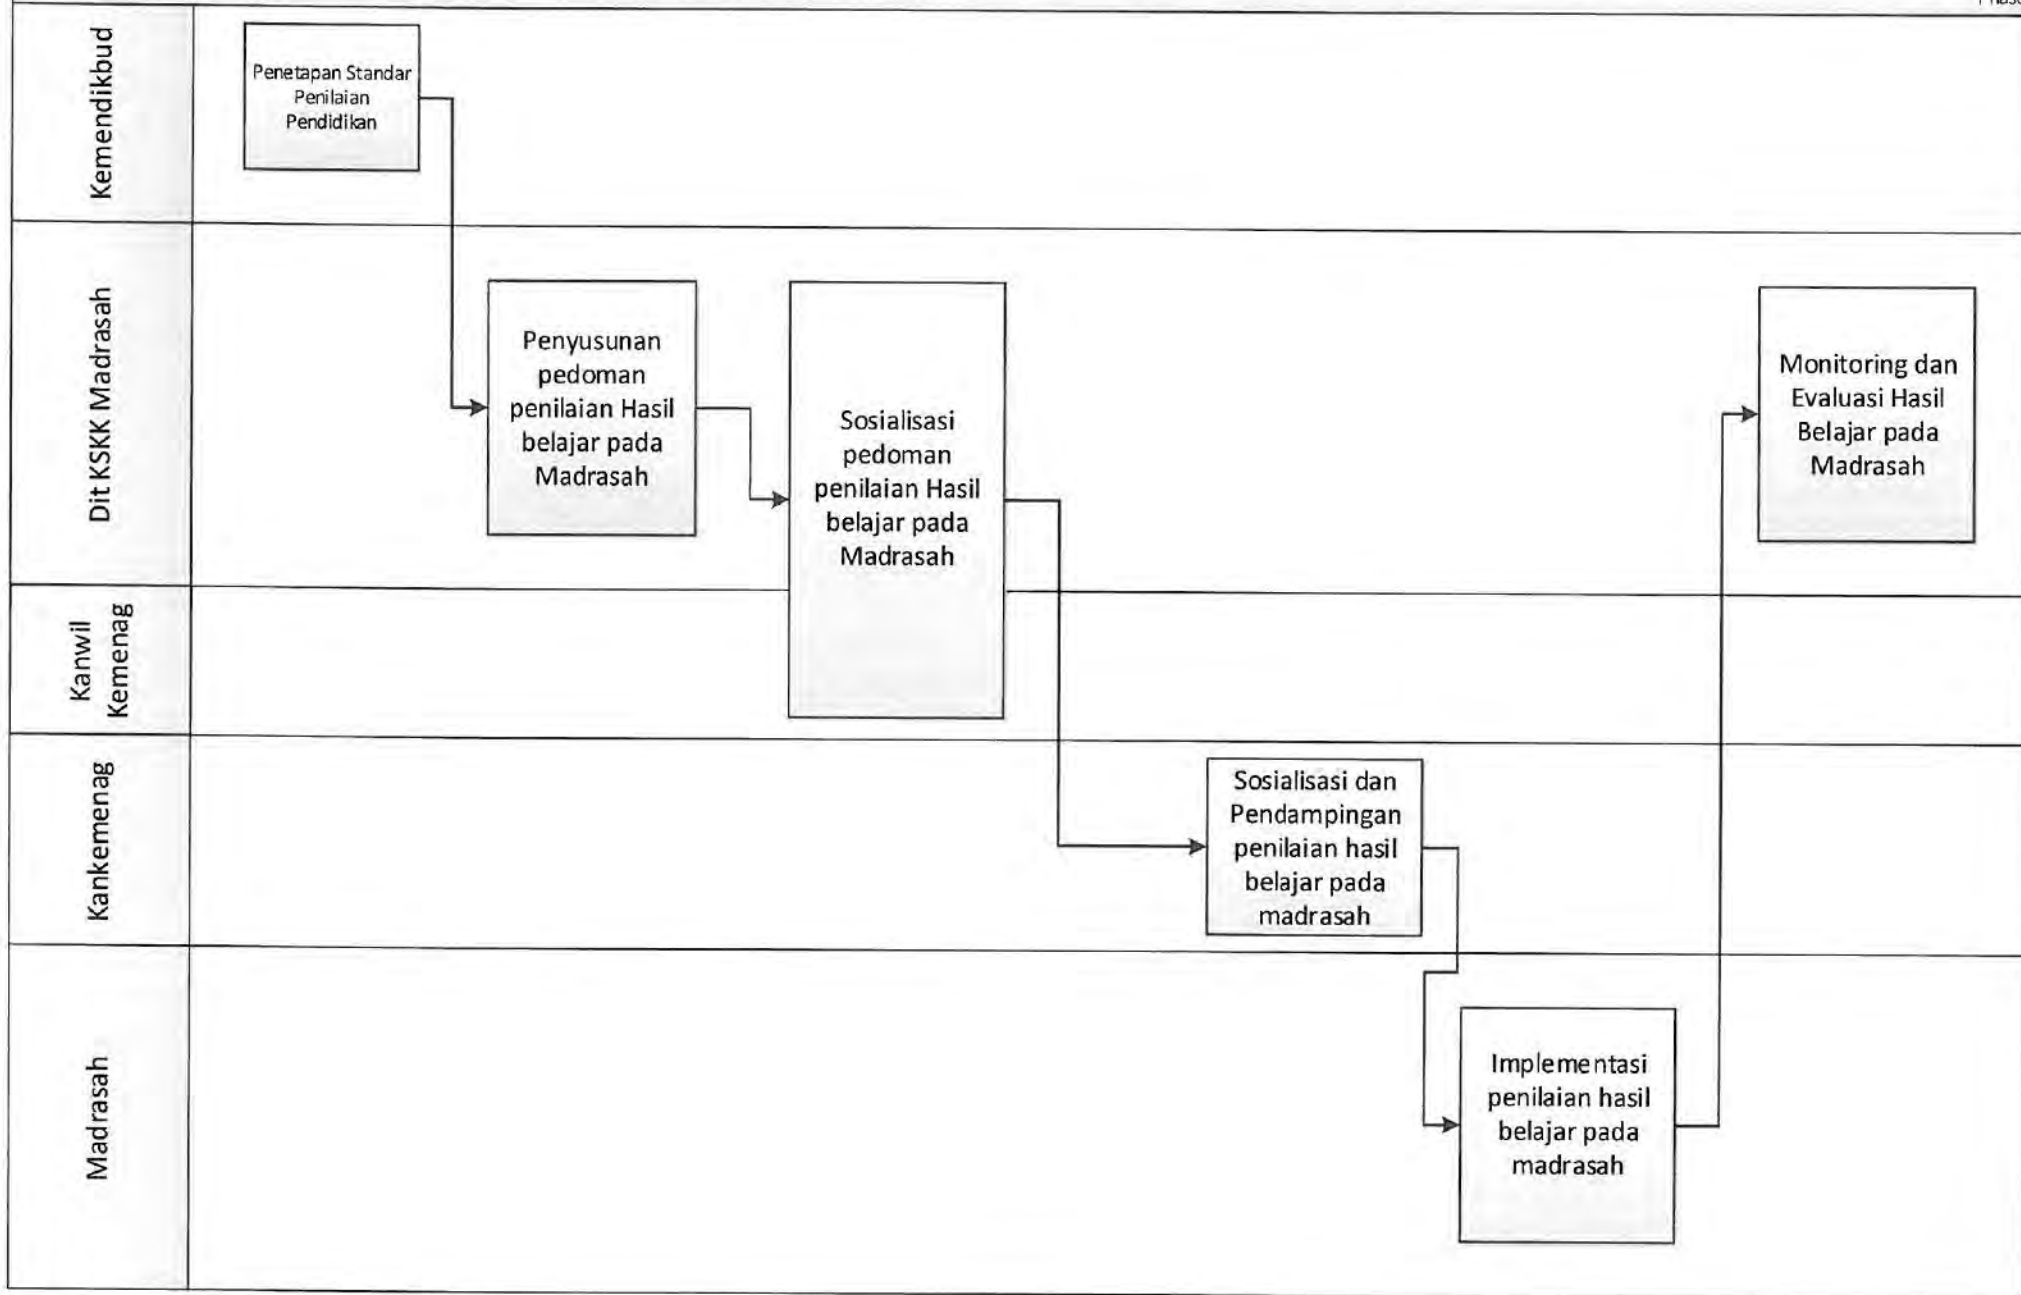 Kemendikbud
Penetapan Standar
Penilaian
Pendidikan
Dit KSKK Madrasah
Penyusunan
pedoman
penilaian Hasil
belajar pada
Madrasah
Sosialisasi
pedoman
penilaian Hasil
belajar pada
Madrasah
Monitoring dan
Evaluasi Hasil
Belajar pada
Madrasah
Kanwil
Kemenag
Kankemenag
Sosialisasi dan
Pendampingan
penilaian hasil
belajar pada
madrasah
Madrasah
Implementasi
penilaian hasil
belajar pada
madrasah